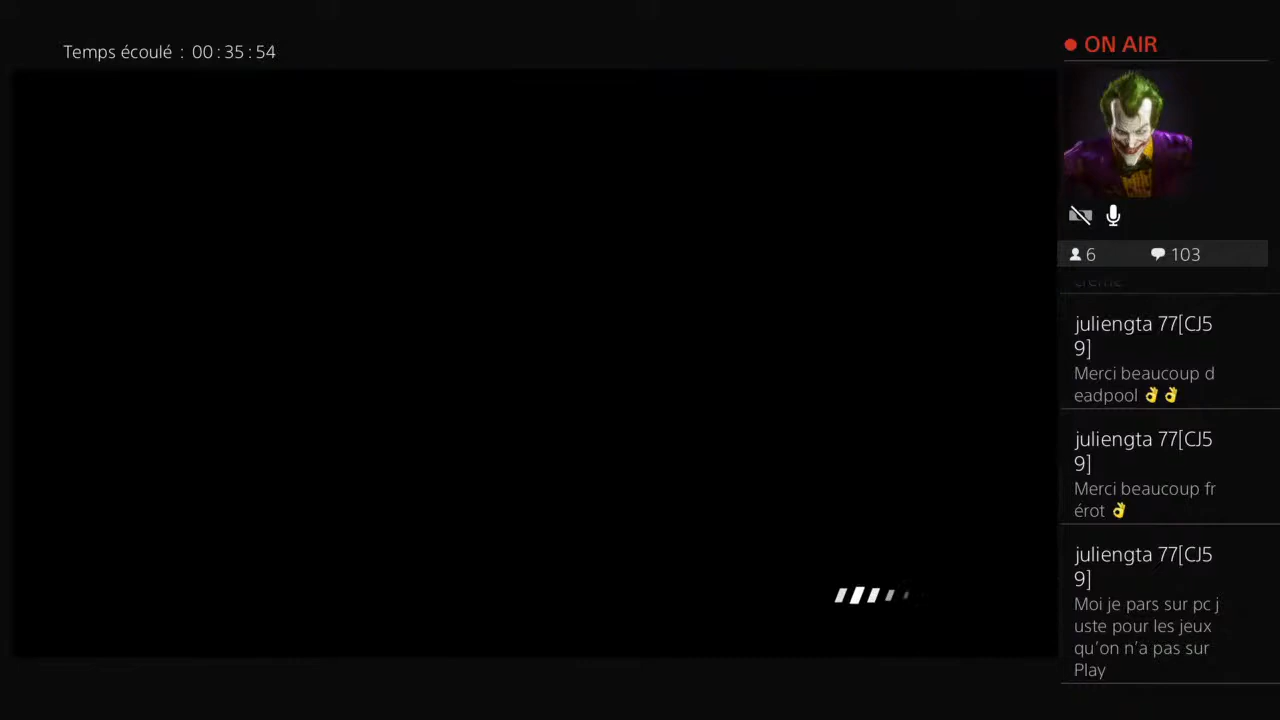 Temps écoulé : 00:35:54
ON AIR
6
103
juliengta 77[CJ5
9]
Merci beaucoup d
eadpool 👌👌
juliengta 77[CJ5
9]
Merci beaucoup fr
érot 👌
juliengta 77[CJ5
9]
Moi je pars sur pc j
uste pour les jeux
qu’on n’a pas sur
Play